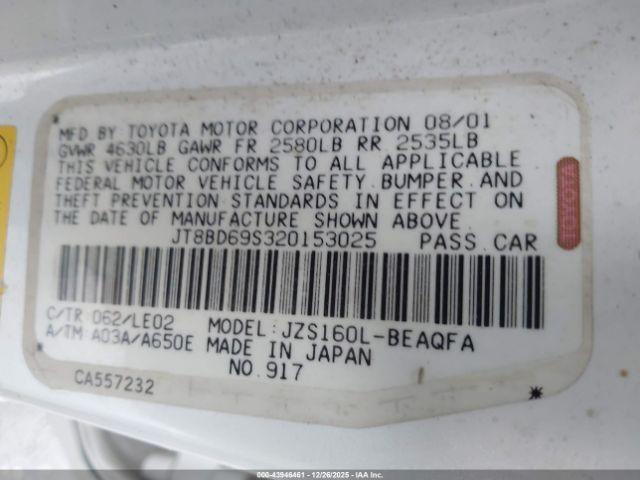 MFD BY TOYOTA MOTOR CORPORATION 08/01
GVWR 4630LB GAWR FR 2580LB RR 2535LB
THIS VEHICLE CONFORMS TO ALL APPLICABLE
FEDERAL MOTOR VEHICLE SAFETY, BUMPER, AND
THEFT PREVENTION STANDARDS IN EFFECT ON
THE DATE OF MANUFACTURE SHOWN ABOVE.
JT8BD69S320153025 PASS. CAR
TOYOTA
C/TR 062/LE02 MODEL: JZS160L-BEAQFA
A/TM A03A/A650E MADE IN JAPAN
NO. 917
CA557232
000-43946461 - 12/26/2025 - IAA Inc.